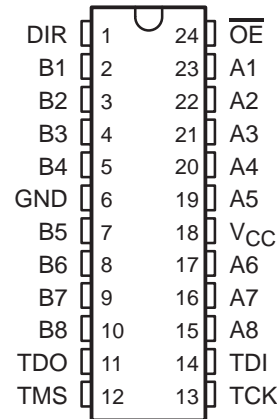 DIR 1 24 OE
B1 2 23 A1
B2 3 22 A2
B3 4 21 A3
B4 5 20 A4
GND 6 19 A5
B5 7 18 VCC
B6 8 17 A6
B7 9 16 A7
B8 10 15 A8
TDO 11 14 TDI
TMS 12 13 TCK